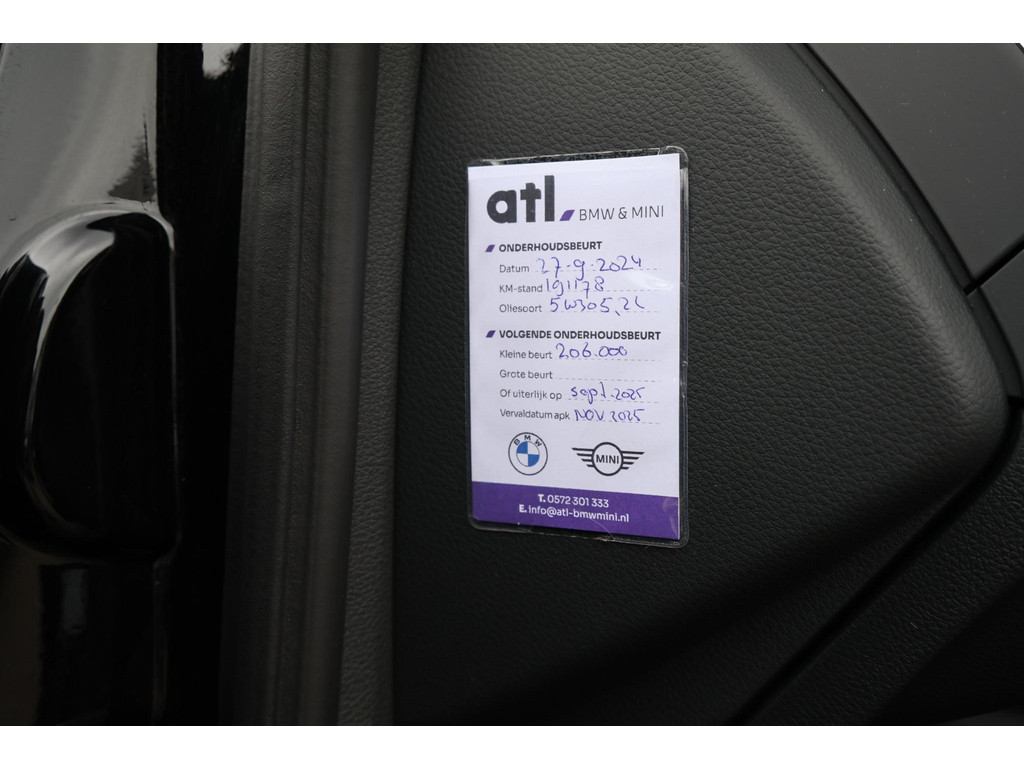 atl BMW & MINI
ONDERHOUDSBEURT
Datum 27-9-2024
KM-stand 191178
Oliesoort 5W30 5,2L
VOLGENDE ONDERHOUDSBEURT
Kleine beurt 206.000
Grote beurt
Of uiterlijk op sept 2025
Vervaldatum apk NOV 2025
BMW
MINI
T. 0572 301 333
E. info@atl-bmwmini.nl